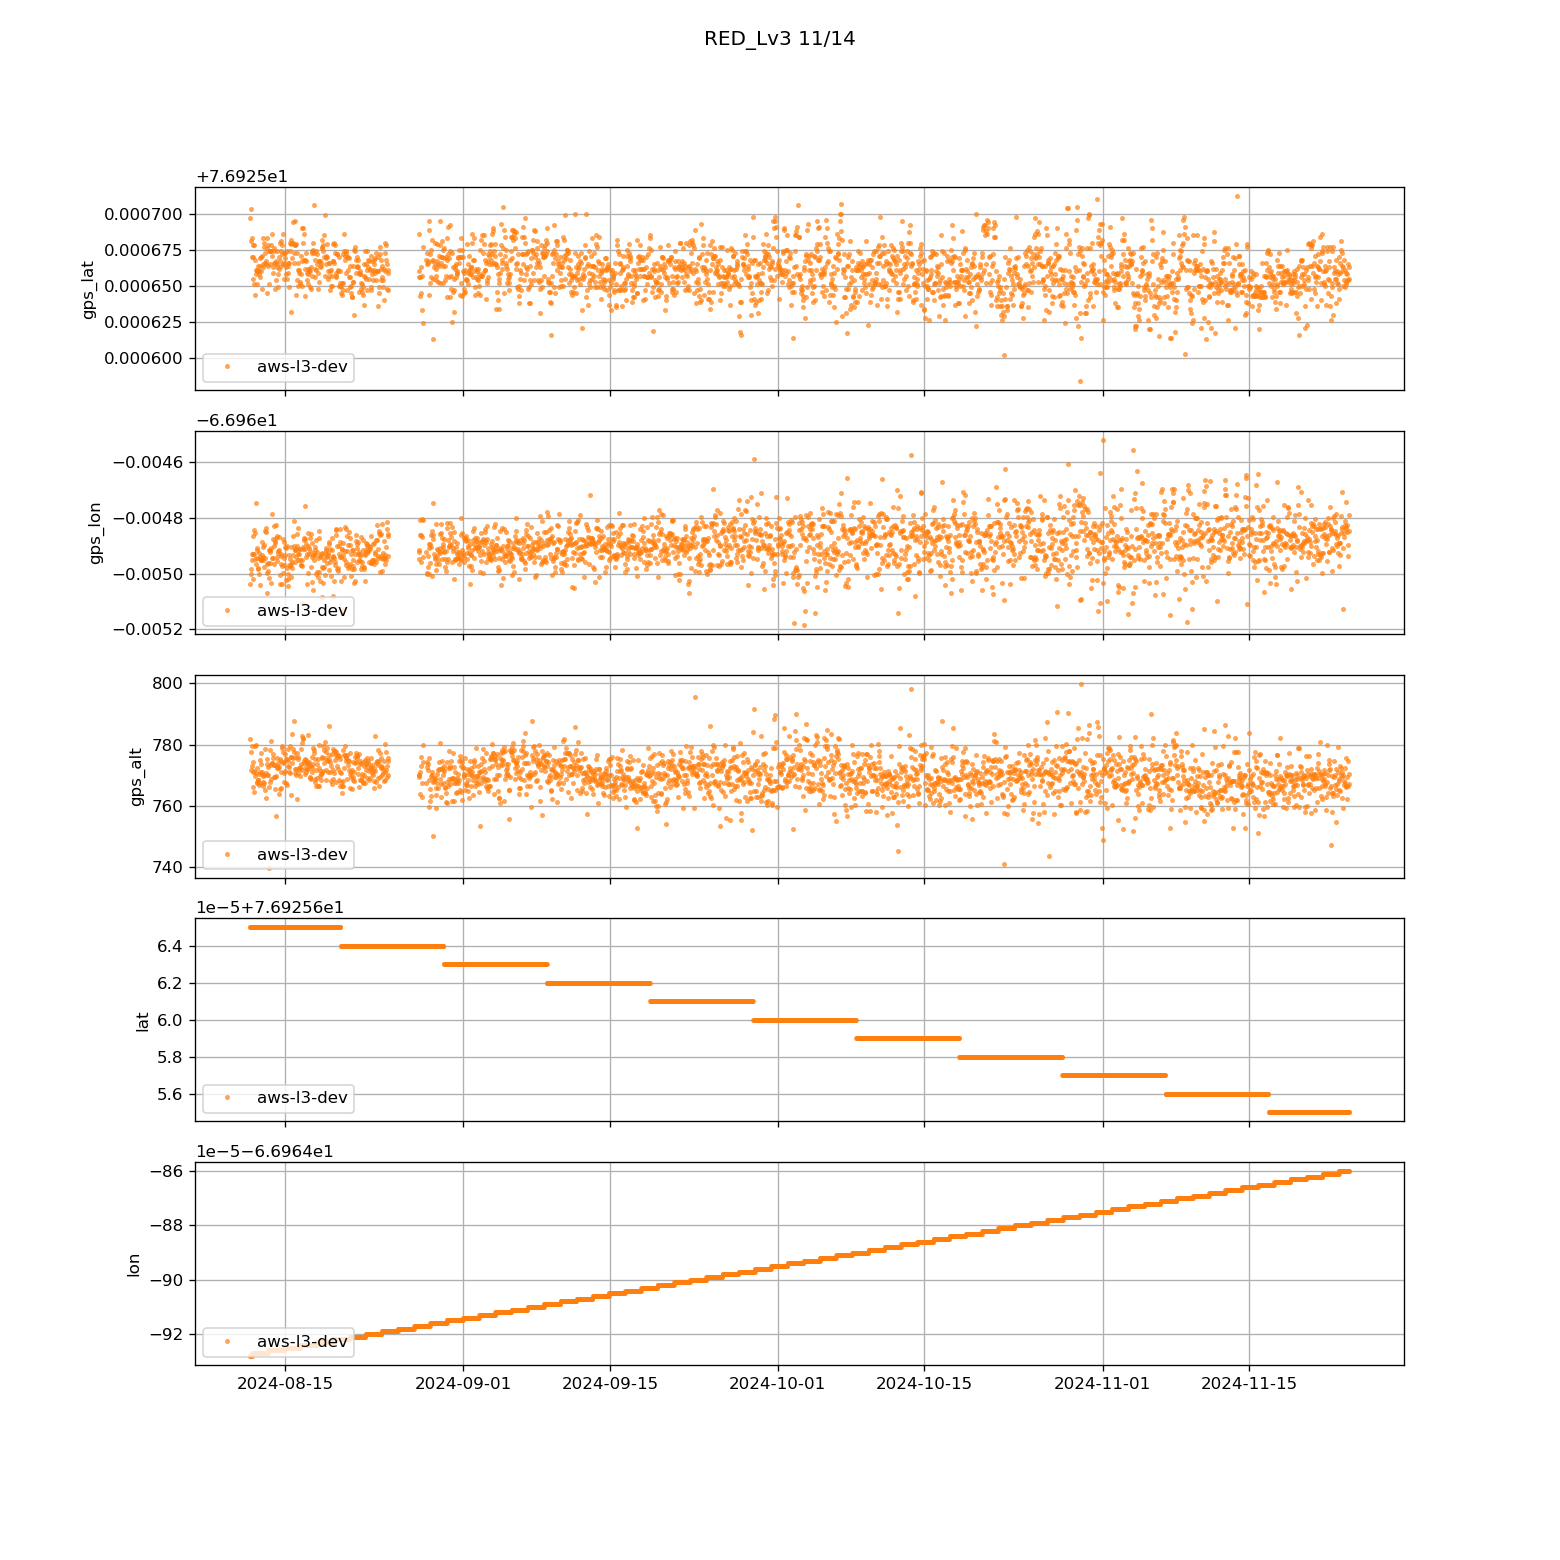 RED_Lv3 11/14
+7.6925e1
0.000700
0.000675
0.000650
0.000625
0.000600
gps_lat
aws-l3-dev
−6.696e1
−0.0046
−0.0048
−0.0050
−0.0052
gps_lon
aws-l3-dev
800
780
760
740
gps_alt
aws-l3-dev
1e−5+7.69256e1
6.4
6.2
6.0
5.8
5.6
lat
aws-l3-dev
1e−5−6.6964e1
−86
−88
−90
−92
lon
aws-l3-dev
2024-08-15 2024-09-01 2024-09-15 2024-10-01 2024-10-15 2024-11-01 2024-11-15